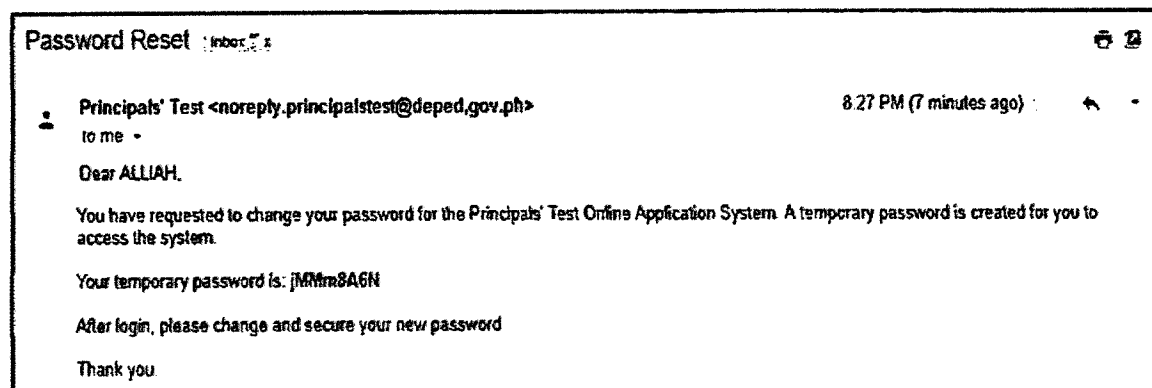 Password Reset Inbox x
Principals' Test <noreply.principalstest@deped.gov.ph>
8:27 PM (7 minutes ago)
to me
Dear ALLIAH,
You have requested to change your password for the Principals' Test Online Application System. A temporary password is created for you to
access the system.
Your temporary password is: jMMm8A6N
After login, please change and secure your new password
Thank you.